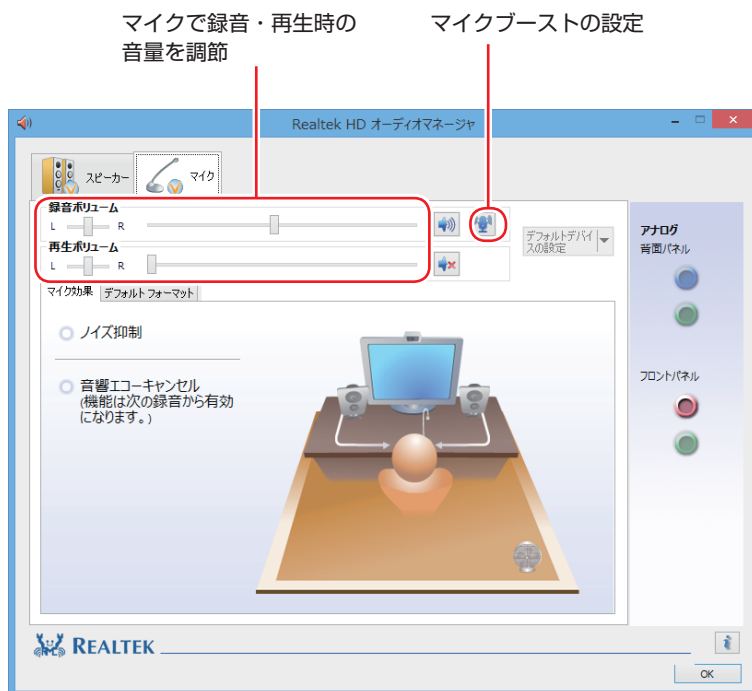 マイクで録音・再生時の
音量を調節
マイクブーストの設定
Realtek HD オーディオマネージャ
スピーカー
マイク
録音ボリューム
L R
再生ボリューム
L R
デフォルトデバイ
スの設定
マイク効果 デフォルト フォーマット
ノイズ抑制
音響エコーキャンセル
(機能は次の録音から有効
になります。)
アナログ
背面パネル
フロントパネル
REALTEK
i
OK